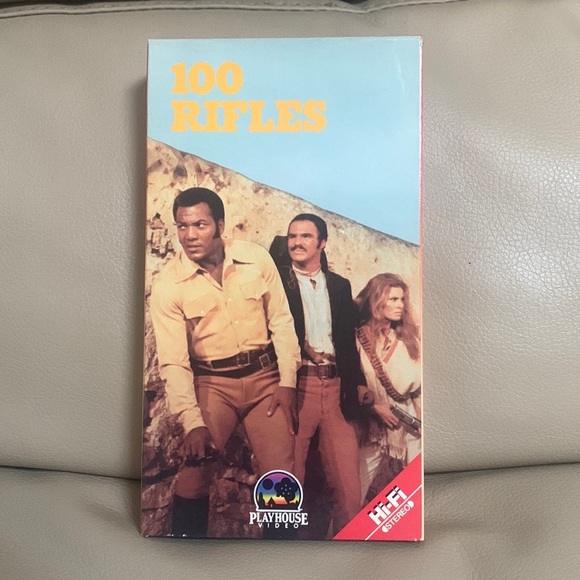 100
RIFLES
PLAYHOUSE
VIDEO
Hi-Fi
STEREO